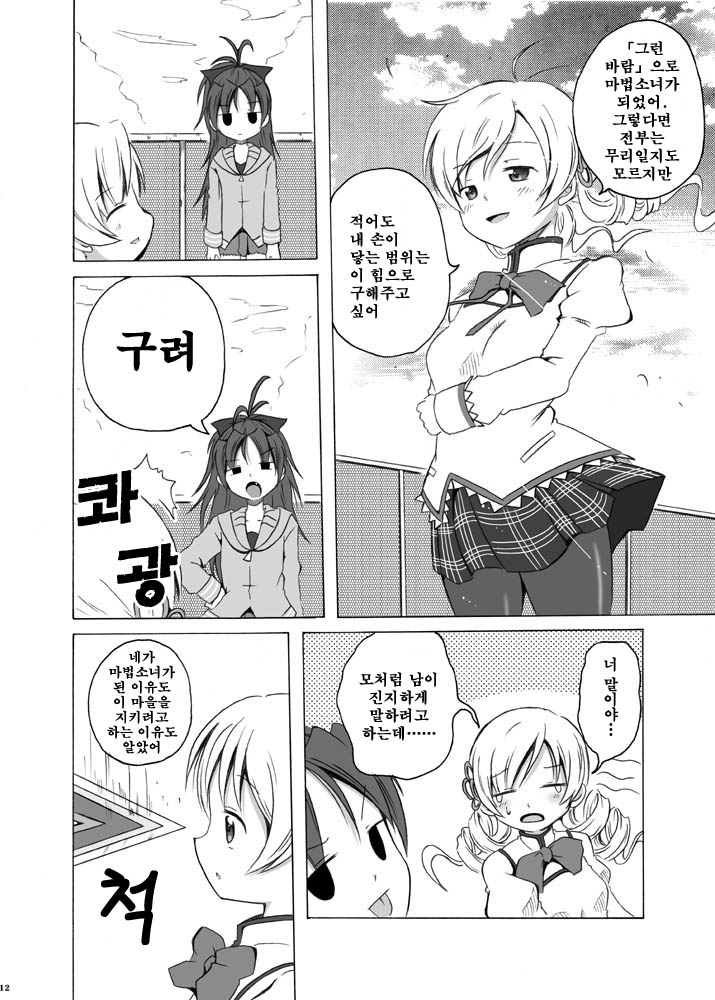 「그런
바람」으로
마법소녀가
되었어.
그렇다면
전부는
무리일지도
모르지만
적어도
내 손이
닿는 범위는
이 힘으로
구해주고
싶어
구려
콰
광
너
말이야
…
모처럼 남이
진지하게
말하려고
하는데……
네가
마법소녀가
된 이유도
이 마을을
지키려고
하는 이유도
알았어
척
12